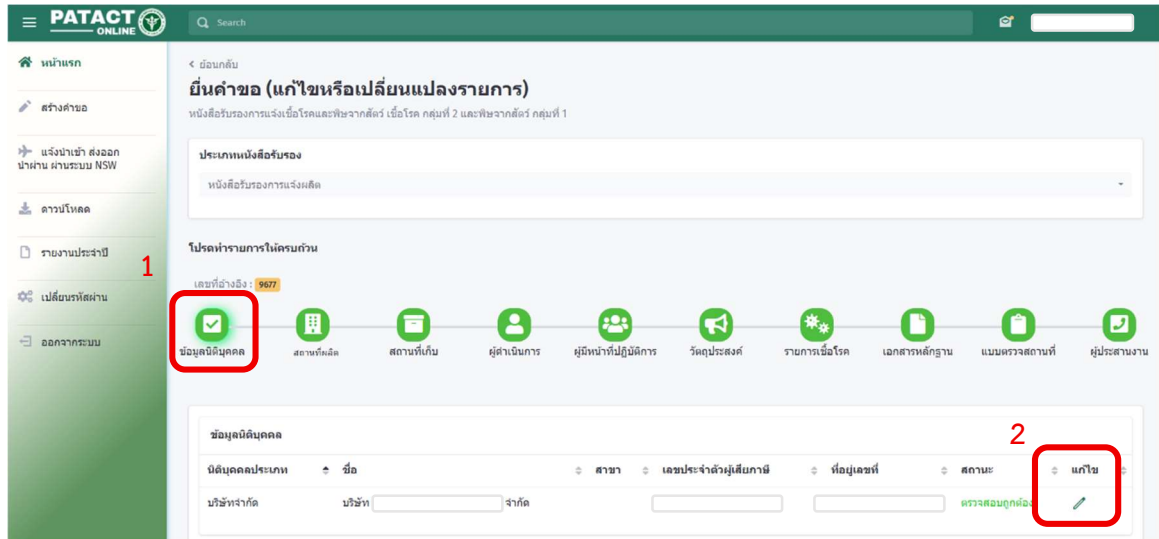 PATACT
ONLINE
Search
หน้าแรก
สร้างคำขอ
แจ้งนำเข้า ส่งออก
นำผ่าน ผ่านระบบ NSW
ดาวน์โหลด
รายงานประจำปี
1
เปลี่ยนรหัสผ่าน
ออกจากระบบ
< ย้อนกลับ
ยื่นคำขอ (แก้ไขหรือเปลี่ยนแปลงรายการ)
หนังสือรับรองการแจ้งเชื้อโรคและพิษจากสัตว์ เชื้อโรค กลุ่มที่ 2 และพิษจากสัตว์ กลุ่มที่ 1
ประเภทหนังสือรับรอง
หนังสือรับรองการแจ้งผลิต
โปรดทำรายการให้ครบถ้วน
เลขที่อ้างอิง : 9677
ข้อมูลนิติบุคคล สถานที่ผลิต สถานที่เก็บ ผู้ดำเนินการ ผู้มีหน้าที่ปฏิบัติการ วัตถุประสงค์ รายการเชื้อโรค เอกสารหลักฐาน แบบตรวจสถานที่ ผู้ประสานงาน
ข้อมูลนิติบุคคล
2
นิติบุคคลประเภท ชื่อ สาขา เลขประจำตัวผู้เสียภาษี ที่อยู่เลขที่ สถานะ แก้ไข
บริษัทจำกัด บริษัท จำกัด ตรวจสอบถูกต้อง